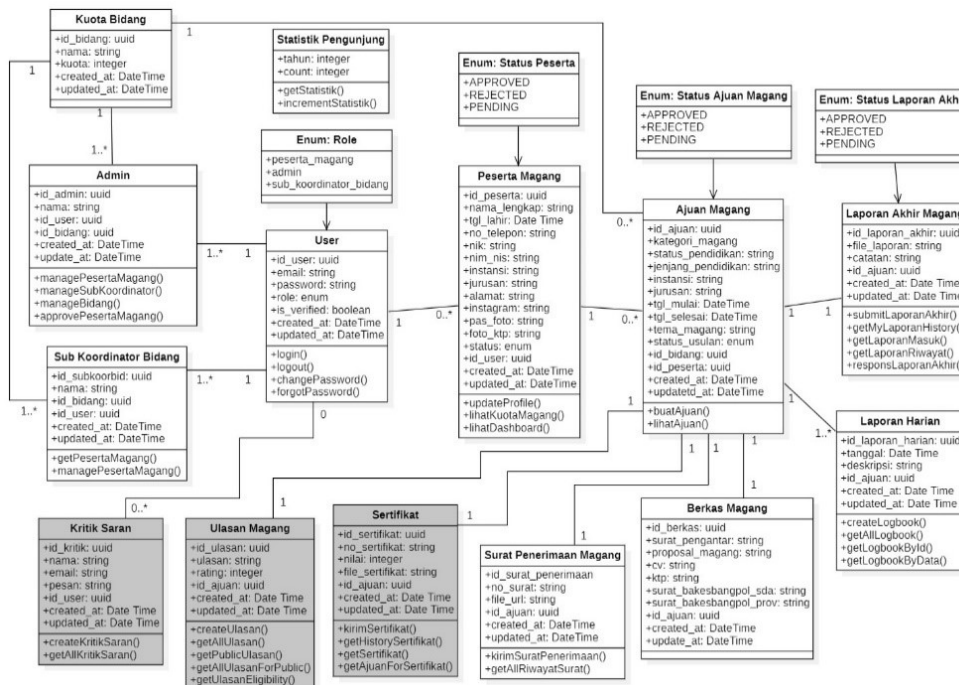 Kuota Bidang
+id_bidang: uuid
+nama: string
+kuota: integer
+created_at: DateTime
+updated_at: DateTime
1
1
1
1..*
Statistik Pengunjung
+tahun: integer
+count: integer
+getStatistik()
+incrementStatistik()
Enum: Status Peserta
+APPROVED
+REJECTED
+PENDING
Enum: Status Ajuan Magang
+APPROVED
+REJECTED
+PENDING
Enum: Status Laporan Akh
+APPROVED
+REJECTED
+PENDING
Enum: Role
+peserta_magang
+admin
+sub_koordinator_bidang
Admin
+id_admin: uuid
+nama: string
+id_user: uuid
+id_bidang: uuid
+created_at: DateTime
+update_at: DateTime
+managePesertaMagang()
+manageSubKoordinator()
+manageBidang()
+approvePesertaMagang()
1..*
1
User
+id_user: uuid
+email: string
+password: string
+role: enum
+is_verified: boolean
+created_at: DateTime
+updated_at: DateTime
+login()
+logout()
+changePassword()
+forgotPassword()
1
0..*
Peserta Magang
+id_peserta: uuid
+nama_lengkap: string
+tgl_lahir: Date Time
+no_telepon: string
+nik: string
+nim_nis: string
+instansi: string
+jurusan: string
+alamat: string
+instagram: string
+pas_foto: string
+foto_ktp: string
+status: enum
+id_user: uuid
+created_at: DateTime
+updated_at: DateTime
+updateProfile()
+lihatKuotaMagang()
+lihatDashboard()
1
0..*
0..*
Ajuan Magang
+id_ajuan: uuid
+kategori_magang
+status_pendidikan: string
+jenjang_pendidikan: string
+instansi: string
+jurusan: string
+tgl_mulai: DateTime
+tgl_selesai: DateTime
+tema_magang: string
+status_usulan: enum
+id_bidang: uuid
+id_peserta: uuid
+created_at: DateTime
+updatetd_at: DateTime
+buatAjuan()
+lihatAjuan()
1
1
Laporan Akhir Magang
+id_laporan_akhir: uuid
+file_laporan: string
+catatan: string
+id_ajuan: uuid
+created_at: DateTime
+updated_at: DateTime
+submitLaporanAkhir()
+getMyLaporanHistory()
+getLaporanMasuk()
+getLaporanRiwayat()
+responsLaporanAkhir()
Sub Koordinator Bidang
+id_subkoorbid: uuid
+nama: string
+id_bidang: uuid
+id_user: uuid
+created_at: DateTime
+updated_at: DateTime
+getPesertaMagang()
+managePesertaMagang()
1..*
1..*
1
0
0..*
1
1..*
Laporan Harian
+id_laporan_harian: uuid
+tanggal: Date Time
+deskripsi: string
+id_ajuan: uuid
+created_at: Date Time
+updated_at: Date Time
+createLogbook()
+getAllLogbook()
+getLogbookById()
+getLogbookByData()
Kritik Saran
+id_kritik: uuid
+nama: string
+email: string
+pesan: string
+id_user: uuid
+created_at: Date Time
+updated_at: Date Time
+createKritikSaran()
+getAllKritikSaran()
1
1
Ulasan Magang
+id_ulasan: uuid
+ulasan: string
+rating: integer
+id_ajuan: uuid
+created_at: Date Time
+updated_at: Date Time
+createUlasan()
+getAllUlasan()
+getPublicUlasan()
+getAllUlasanForPublic()
+getUlasanEligibility()
1
1
Sertifikat
+id_sertifikat: uuid
+no_sertifikat: string
+nilai: integer
+file_sertifikat: string
+id_ajuan: uuid
+created_at: Date Time
+updated_at: Date Time
+kirimSertifikat()
+getHistorySertifikat()
+getSertifikat()
+getAjuanForSertifikat()
1
1
Surat Penerimaan Magang
+id_surat_penerimaan
+no_surat: string
+file_url: string
+id_ajuan: uuid
+created_at: DateTime
+updated_at: DateTime
+kirimSuratPenerimaan()
+getAllRiwayatSurat()
1
1
Berkas Magang
+id_berkas: uuid
+surat_pengantar: string
+proposal_magang: string
+cv: string
+ktp: string
+surat_bakesbangpol_sda: string
+surat_bakesbangpol_prov: string
+id_ajuan: uuid
+created_at: DateTime
+update_at: DateTime